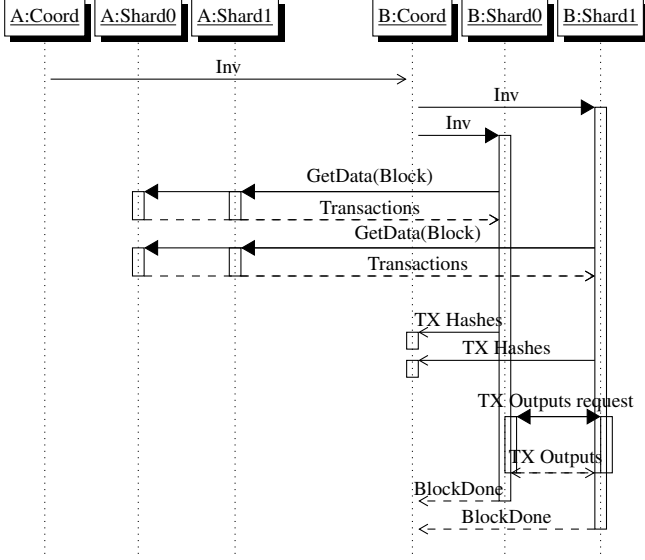 A:Coord A:Shard0 A:Shard1 B:Coord B:Shard0 B:Shard1
Inv
Inv
Inv
GetData(Block)
Transactions
GetData(Block)
Transactions
TX Hashes
TX Hashes
TX Outputs request
TX Outputs
BlockDone
BlockDone